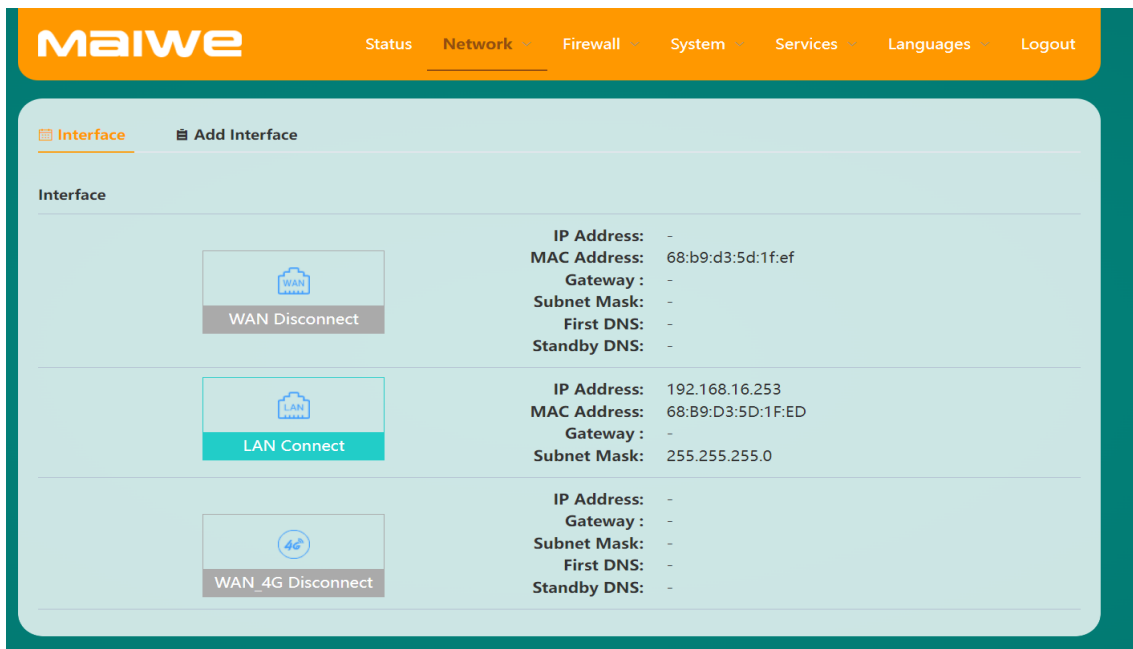 Maiwe
Status Network Firewall System Services Languages Logout
Interface Add Interface
Interface
WAN
WAN Disconnect
IP Address: -
MAC Address: 68:b9:d3:5d:1f:ef
Gateway : -
Subnet Mask: -
First DNS: -
Standby DNS: -
LAN
LAN Connect
IP Address: 192.168.16.253
MAC Address: 68:B9:D3:5D:1F:ED
Gateway : -
Subnet Mask: 255.255.255.0
4G
WAN_4G Disconnect
IP Address: -
Gateway : -
Subnet Mask: -
First DNS: -
Standby DNS: -